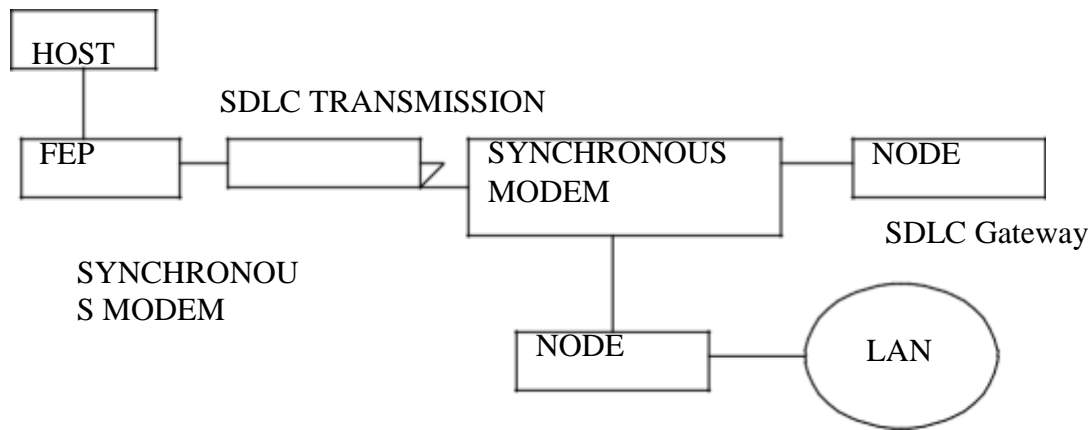 HOST
SDLC TRANSMISSION
FEP
SYNCHRONOUS
MODEM
NODE
SDLC Gateway
SYNCHRONOU
S MODEM
NODE
LAN